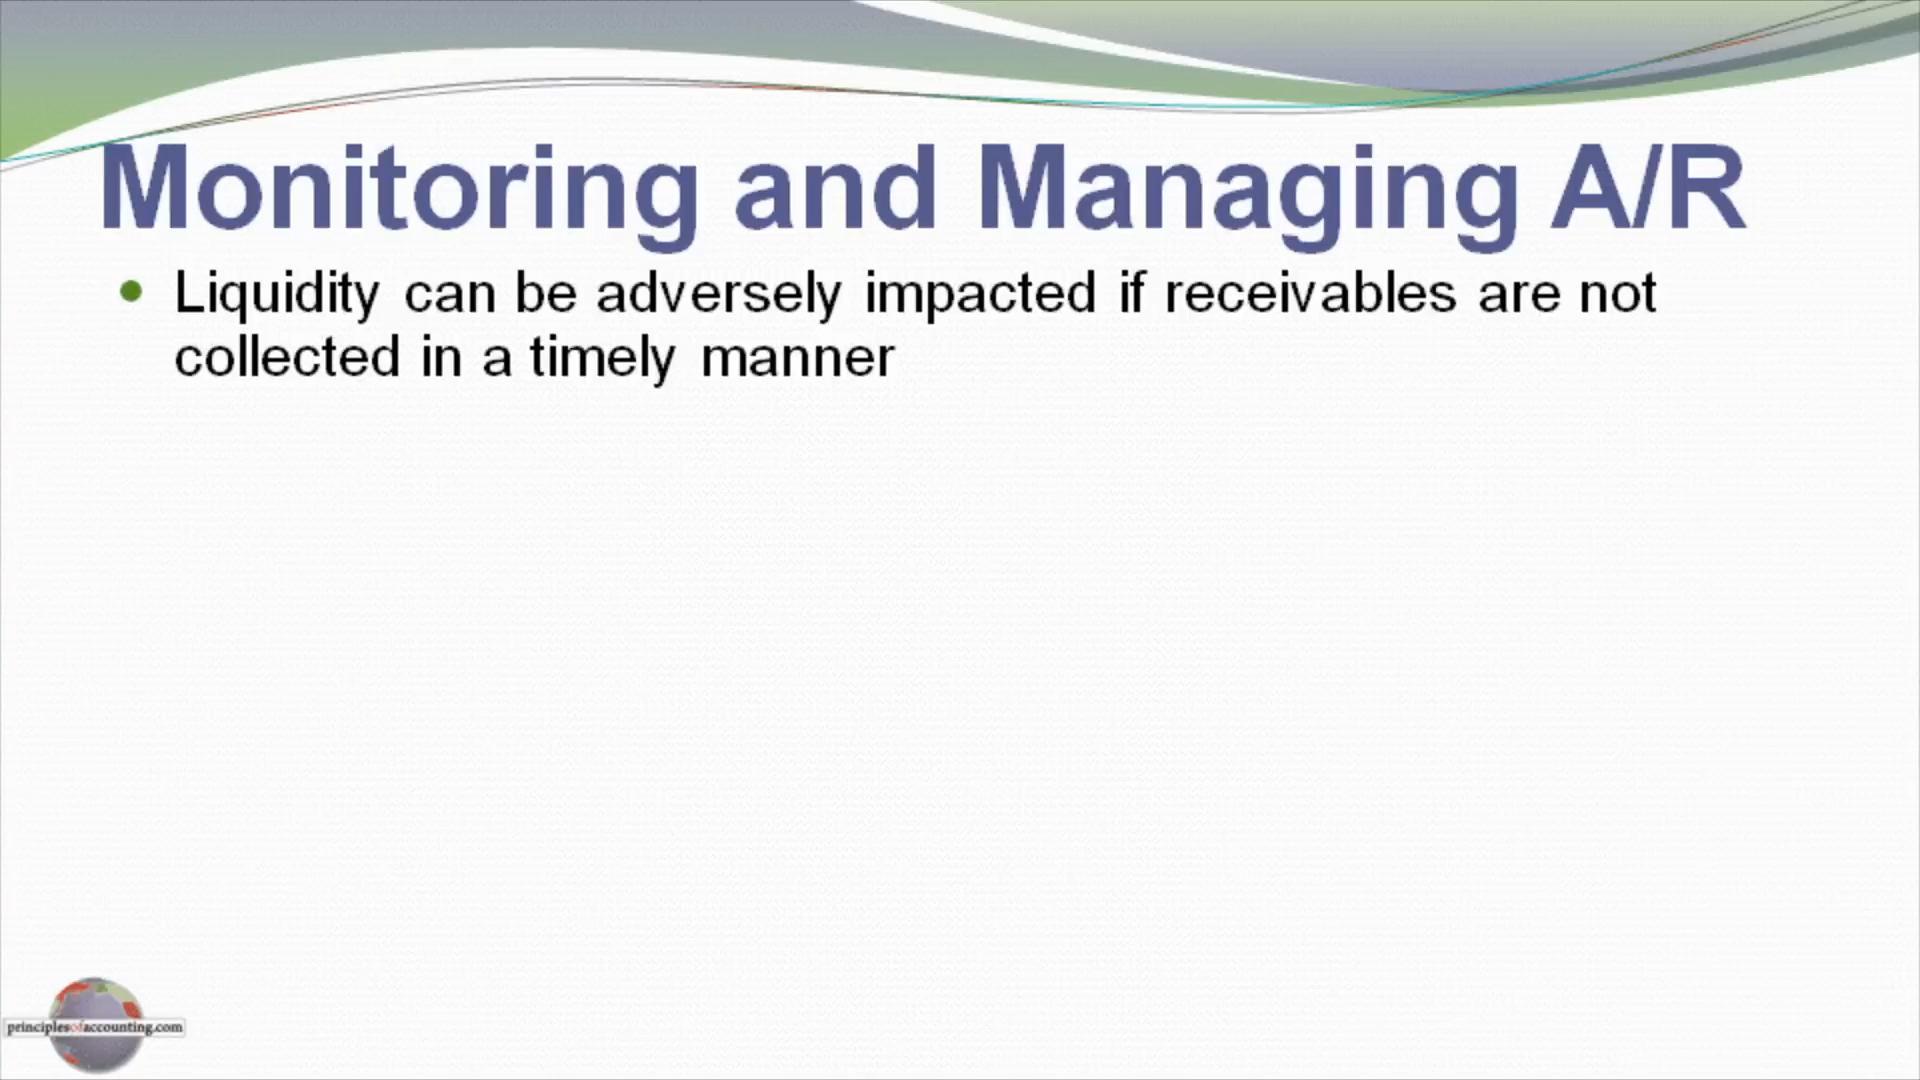 Monitoring and Managing A/R
Liquidity can be adversely impacted if receivables are not
collected in a timely manner
principlesofaccounting.com